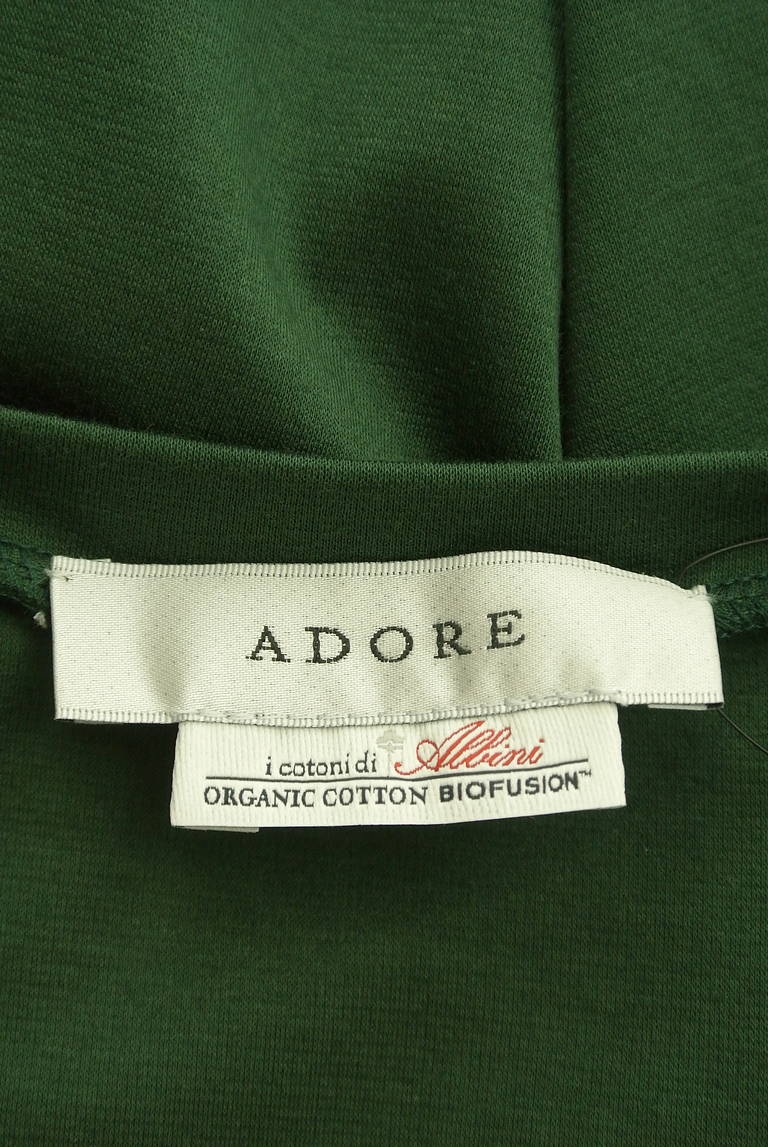 ADORE
i cotoni di Albini
ORGANIC COTTON BIOFUSION™